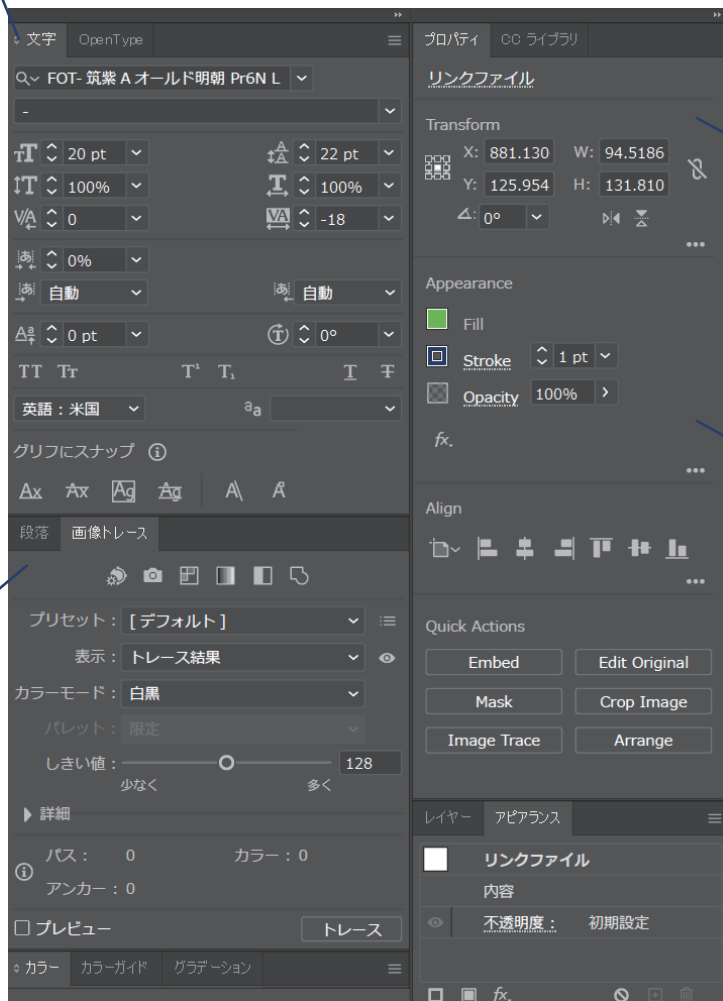 文字 OpenType
FOT- 筑紫 A オールド明朝 Pr6N L
-
20 pt 22 pt
100% 100%
0 -18
0%
自動 自動
0 pt 0°
TT Tr T¹ T₁ T T
英語：米国 aa
グリフにスナップ
Ax Ax Ag Ag A A
段落 画像トレース
プリセット： [ デフォルト ]
表示： トレース結果
カラーモード： 白黒
パレット： 限定
しきい値： 128
少なく 多く
詳細
パス： 0 カラー：0
アンカー：0
プレビュー トレース
カラー カラーガイド グラデーション
プロパティ CC ライブラリ
リンクファイル
Transform
X: 881.130 W: 94.5186
Y: 125.954 H: 131.810
0°
Appearance
Fill
Stroke 1 pt
Opacity 100%
fx.
Align
Quick Actions
Embed Edit Original
Mask Crop Image
Image Trace Arrange
レイヤー アピアランス
リンクファイル
内容
不透明度： 初期設定
fx.